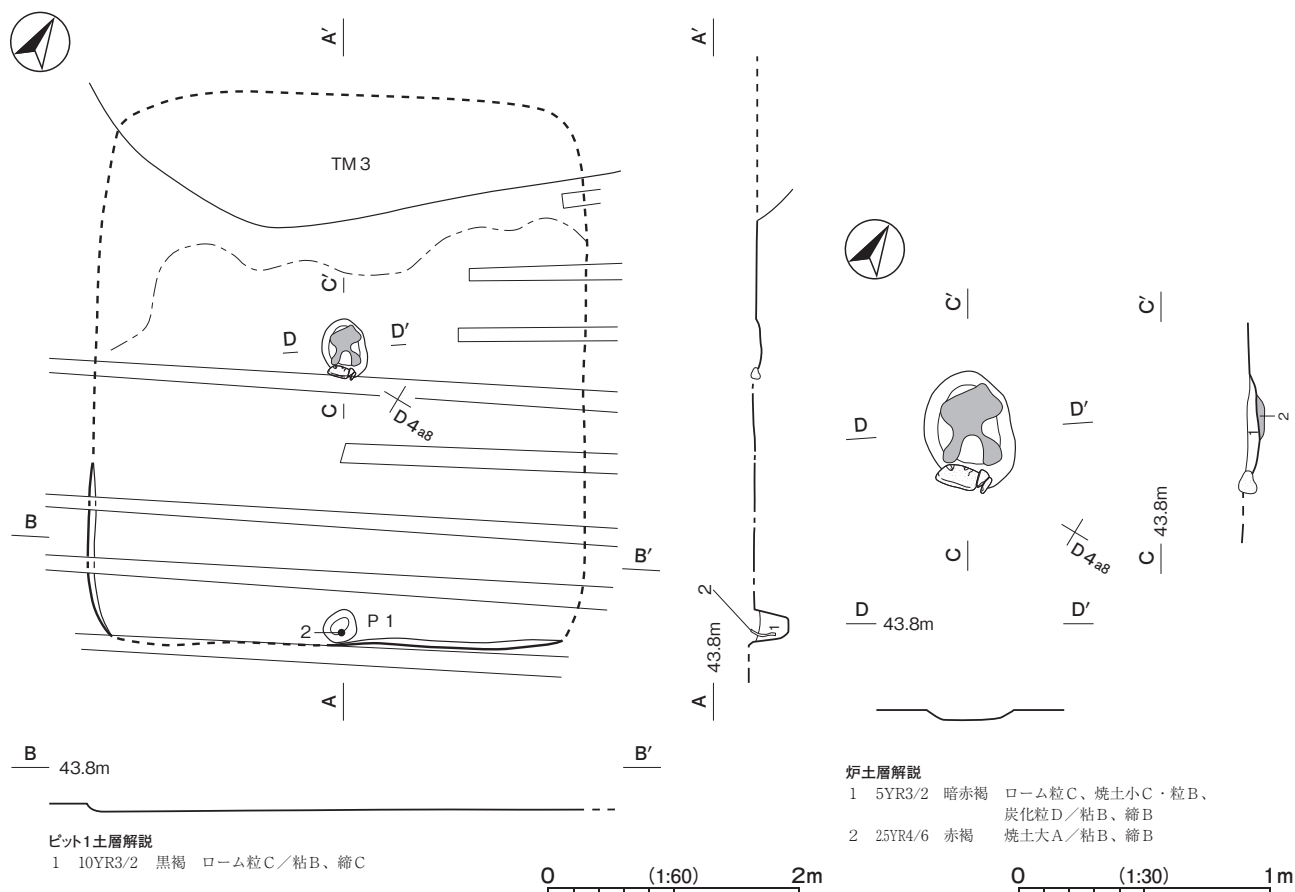 A′
A′
TM 3
C′
D
D′
C
D4a8
C′
C′
D
D′
2
1
B
B′
P 1
2
2
1
43.8m
C
43.8m
C
D4a8
D
43.8m
D′
A
A
B
43.8m
B′
ピット1土層解説
1 10YR3/2 黒褐 ローム粒C／粘B、締C
炉土層解説
1 5YR3/2 暗赤褐 ローム粒C、焼土小C・粒B、
炭化粒D／粘B、締B
2 25YR4/6 赤褐 焼土大A／粘B、締B
0 (1:60) 2m
0 (1:30) 1m